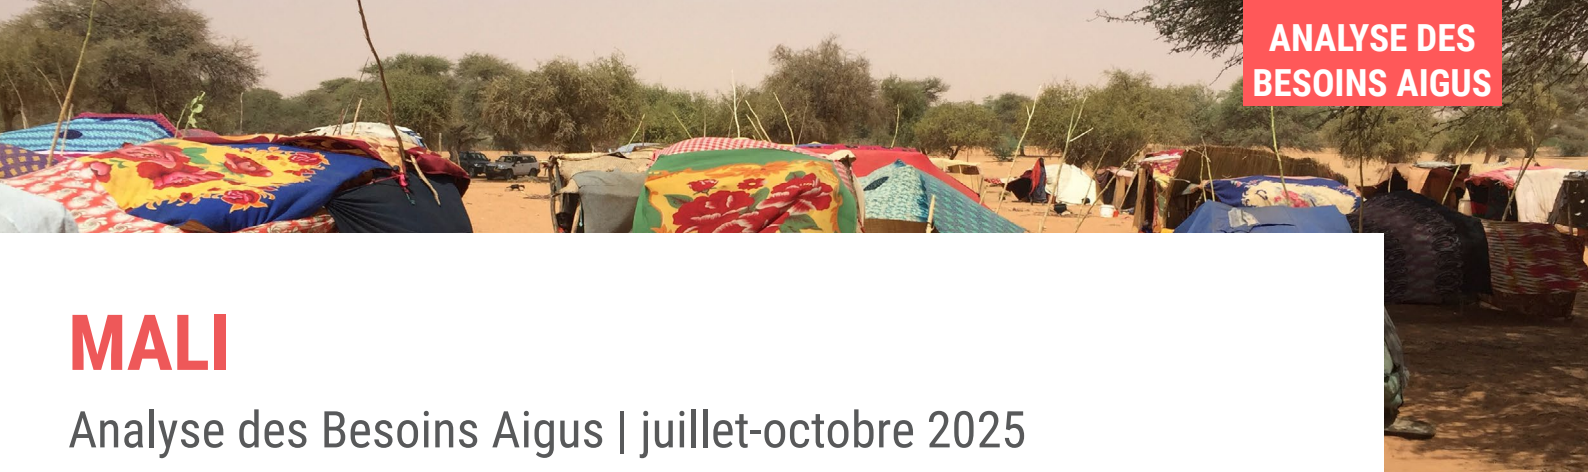 ANALYSE DES
BESOINS AIGUS
MALI
Analyse des Besoins Aigus | juillet-octobre 2025